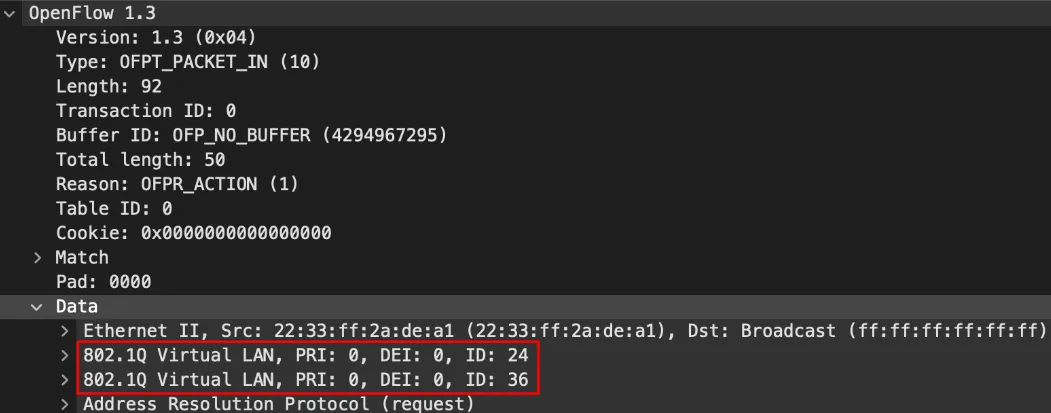 OpenFlow 1.3
Version: 1.3 (0x04)
Type: OFPT_PACKET_IN (10)
Length: 92
Transaction ID: 0
Buffer ID: OFP_NO_BUFFER (4294967295)
Total length: 50
Reason: OFPR_ACTION (1)
Table ID: 0
Cookie: 0x0000000000000000
Match
Pad: 0000
Data
Ethernet II, Src: 22:33:ff:2a:de:a1 (22:33:ff:2a:de:a1), Dst: Broadcast (ff:ff:ff:ff:ff:ff)
802.1Q Virtual LAN, PRI: 0, DEI: 0, ID: 24
802.1Q Virtual LAN, PRI: 0, DEI: 0, ID: 36
Address Resolution Protocol (request)